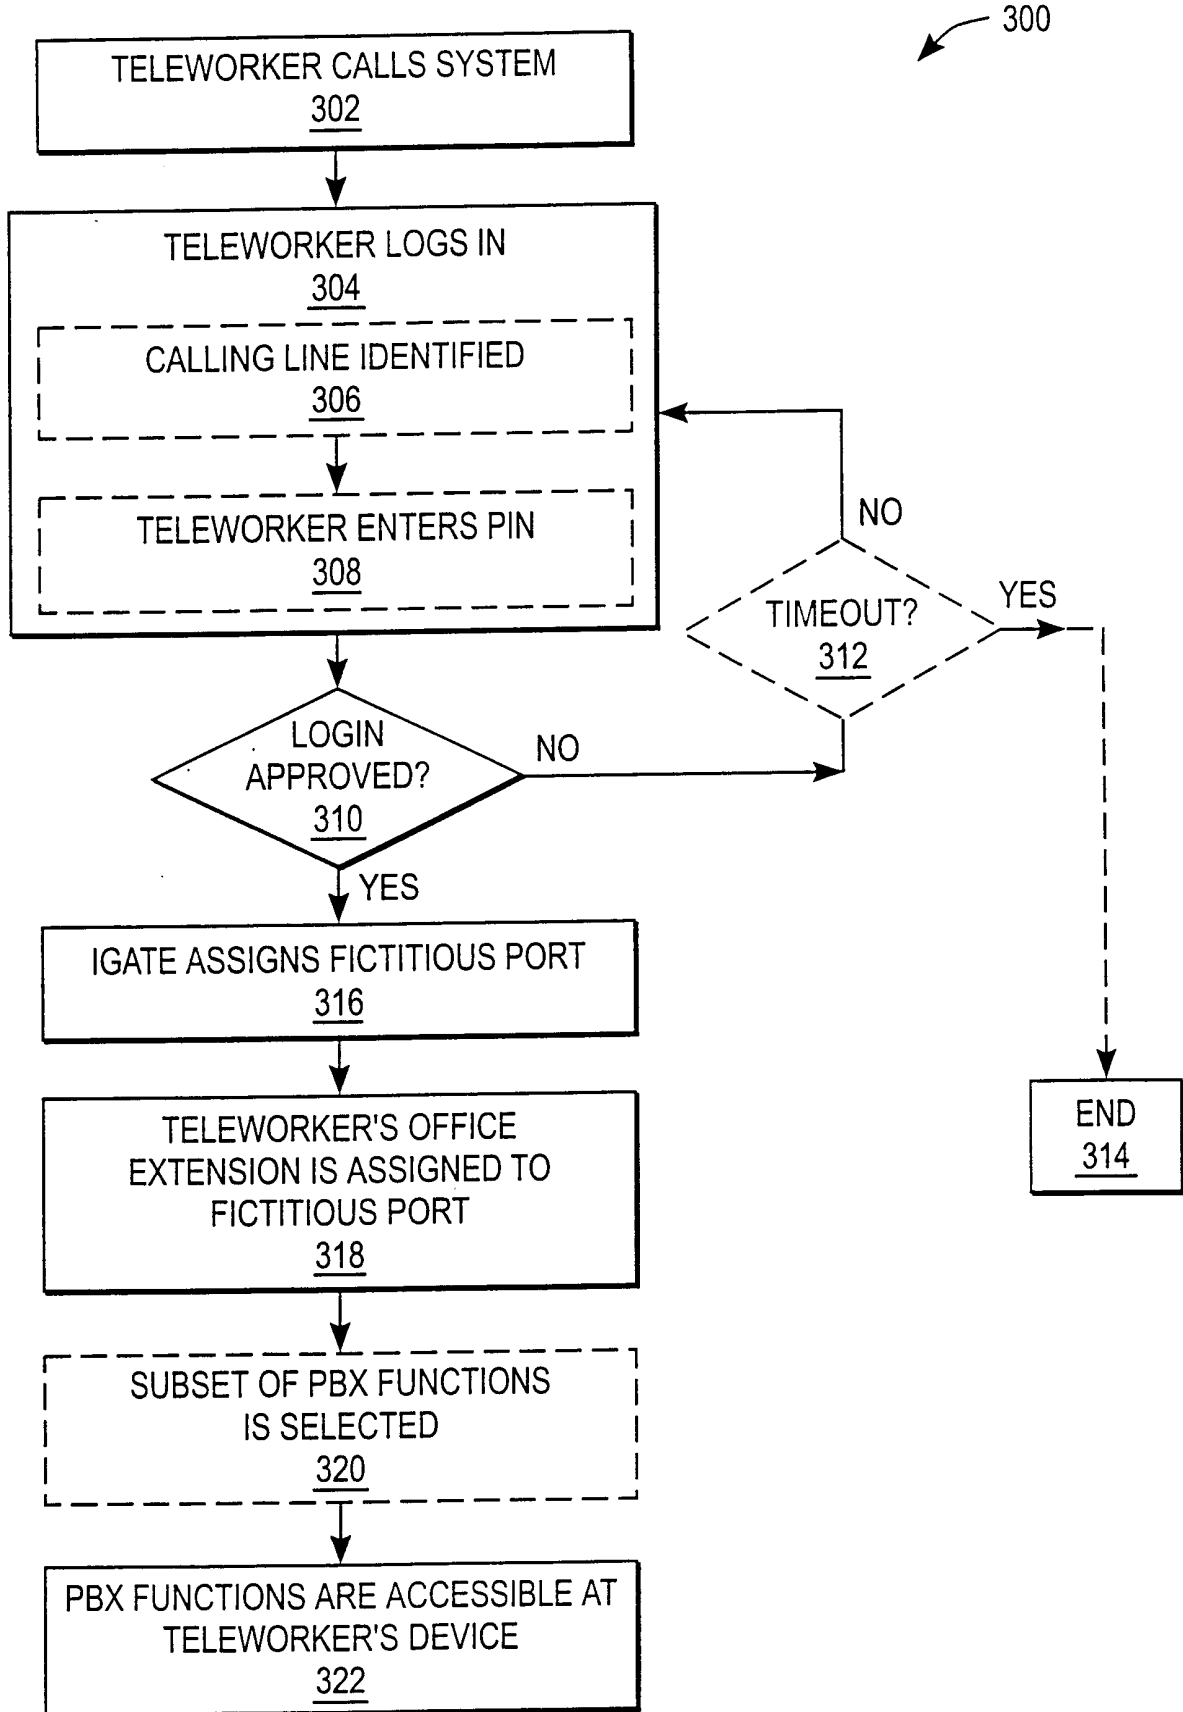 300
TELEWORKER CALLS SYSTEM
302
TELEWORKER LOGS IN
304
CALLING LINE IDENTIFIED
306
TELEWORKER ENTERS PIN
308
NO
TIMEOUT?
312
YES
LOGIN
APPROVED?
310
NO
YES
IGATE ASSIGNS FICTITIOUS PORT
316
TELEWORKER'S OFFICE
EXTENSION IS ASSIGNED TO
FICTITIOUS PORT
318
END
314
SUBSET OF PBX FUNCTIONS
IS SELECTED
320
PBX FUNCTIONS ARE ACCESSIBLE AT
TELEWORKER'S DEVICE
322